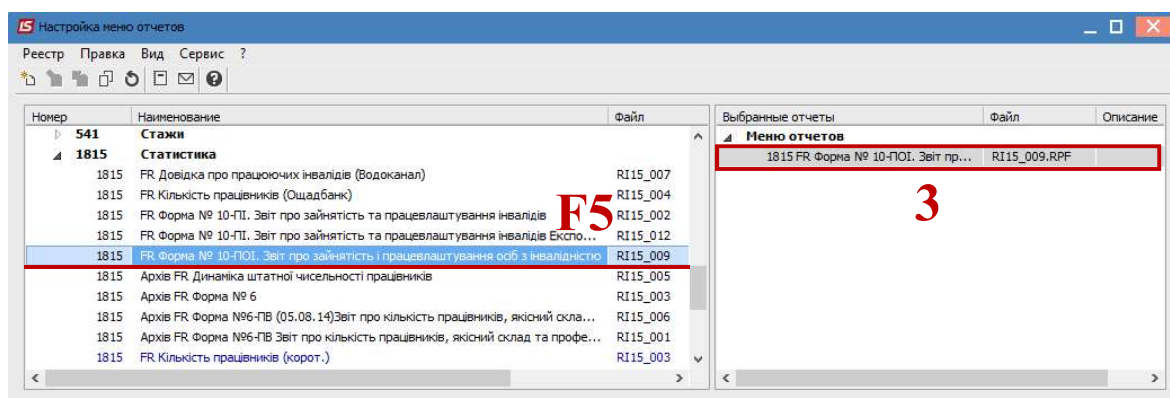 Настройка меню отчетов
Реестр Правка Вид Сервис ?
Номер Наименование Файл
541 Стажи
1815 Статистика
1815 FR Довідка про працюючих інвалідів (Водоканал) RI15_007
1815 FR Кількість працівників (Ощадбанк) RI15_004
1815 FR Форма № 10-ПІ. Звіт про зайнятість та працевлаштування інвалідів RI15_002
1815 FR Форма № 10-ПІ. Звіт про зайнятість та працевлаштування інвалідів Експо... RI15_012
1815 FR Форма № 10-ПОІ. Звіт про зайнятість і працевлаштування осіб з інвалідністю RI15_009
1815 Архів FR Динаміка штатної чисельності працівників RI15_005
1815 Архів FR Форма № 6 RI15_003
1815 Архів FR Форма №6-ПВ (05.08.14)Звіт про кількість працівників, якісний скла... RI15_006
1815 Архів FR Форма №6-ПВ Звіт про кількість працівників, якісний склад та профе... RI15_001
1815 FR Кількість працівників (корот.) RI15_003
F5
Выбранные отчеты Файл Описание
Меню отчетов
1815 FR Форма № 10-ПОІ. Звіт пр... RI15_009.RPF
3